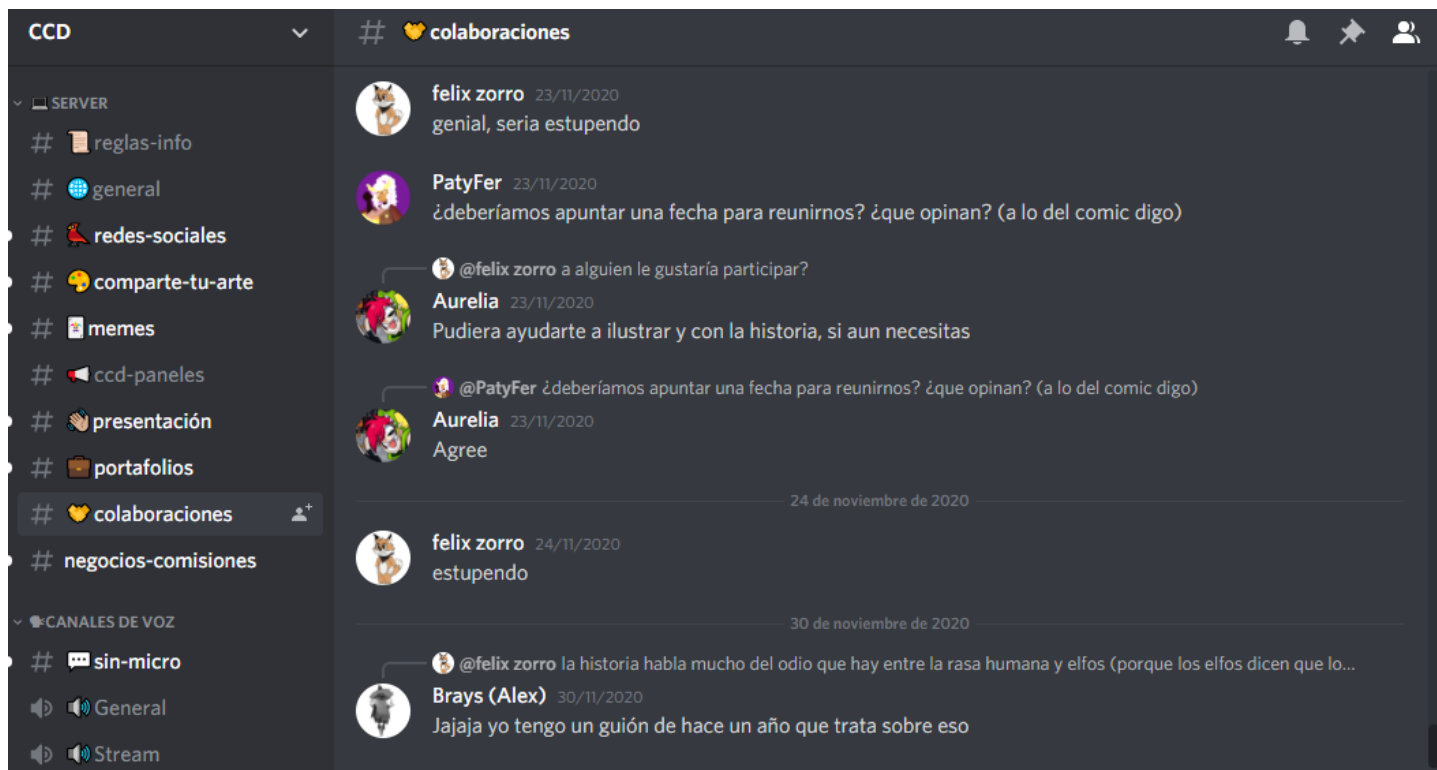 CCD
SERVER
reglas-info
general
redes-sociales
comparte-tu-arte
memes
ccd-paneles
presentación
portafolios
colaboraciones
negocios-comisiones
CANALES DE VOZ
sin-micro
General
Stream
colaboraciones
felix zorro 23/11/2020
genial, seria estupendo
PatyFer 23/11/2020
¿deberíamos apuntar una fecha para reunirnos? ¿que opinan? (a lo del comic digo)
@felix zorro a alguien le gustaría participar?
Aurelia 23/11/2020
Pudiera ayudarte a ilustrar y con la historia, si aun necesitas
@PatyFer ¿deberíamos apuntar una fecha para reunirnos? ¿que opinan? (a lo del comic digo)
Aurelia 23/11/2020
Agree
24 de noviembre de 2020
felix zorro 24/11/2020
estupendo
30 de noviembre de 2020
@felix zorro la historia habla mucho del odio que hay entre la rasa humana y elfos (porque los elfos dicen que lo...
Brays (Alex) 30/11/2020
Jajaja yo tengo un guión de hace un año que trata sobre eso